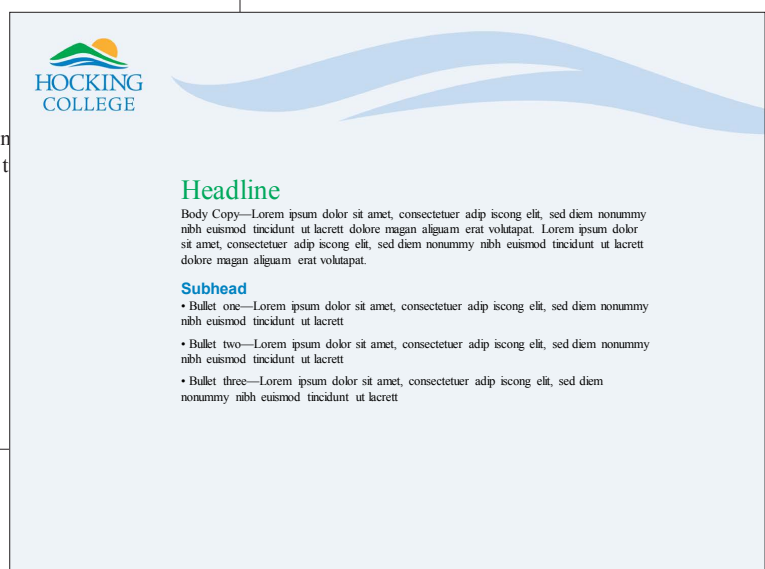 HOCKING
COLLEGE
n
t
Headline
Body Copy—Lorem ipsum dolor sit amet, consectetuer adip iscong elit, sed diem nonummy
nibh euismod tincidunt ut lacrett dolore magan aliguam erat volutapat. Lorem ipsum dolor
sit amet, consectetuer adip iscong elit, sed diem nonummy nibh euismod tincidunt ut lacrett
dolore magan aliguam erat volutapat.
Subhead
• Bullet one—Lorem ipsum dolor sit amet, consectetuer adip iscong elit, sed diem nonummy
nibh euismod tincidunt ut lacrett
• Bullet two—Lorem ipsum dolor sit amet, consectetuer adip iscong elit, sed diem nonummy
nibh euismod tincidunt ut lacrett
• Bullet three—Lorem ipsum dolor sit amet, consectetuer adip iscong elit, sed diem
nonummy nibh euismod tincidunt ut lacrett